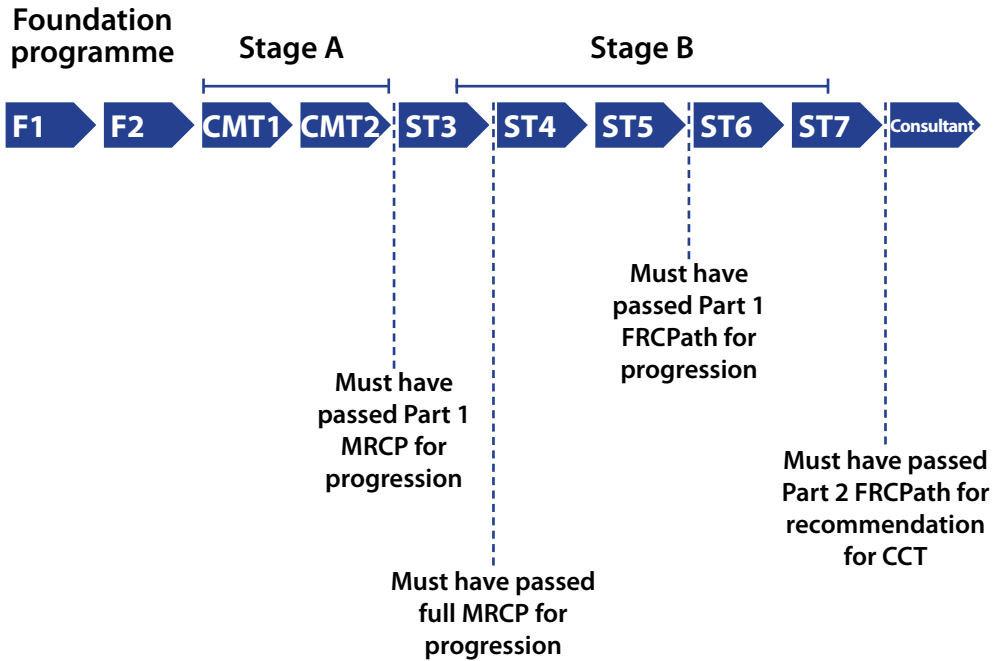 Foundation
programme
Stage A
Stage B
F1
F2
CMT1
CMT2
ST3
ST4
ST5
ST6
ST7
Consultant
Must have
passed Part 1
MRCP for
progression
Must have passed
full MRCP for
progression
Must have
passed Part 1
FRCPath for
progression
Must have passed
Part 2 FRCPath for
recommendation
for CCT